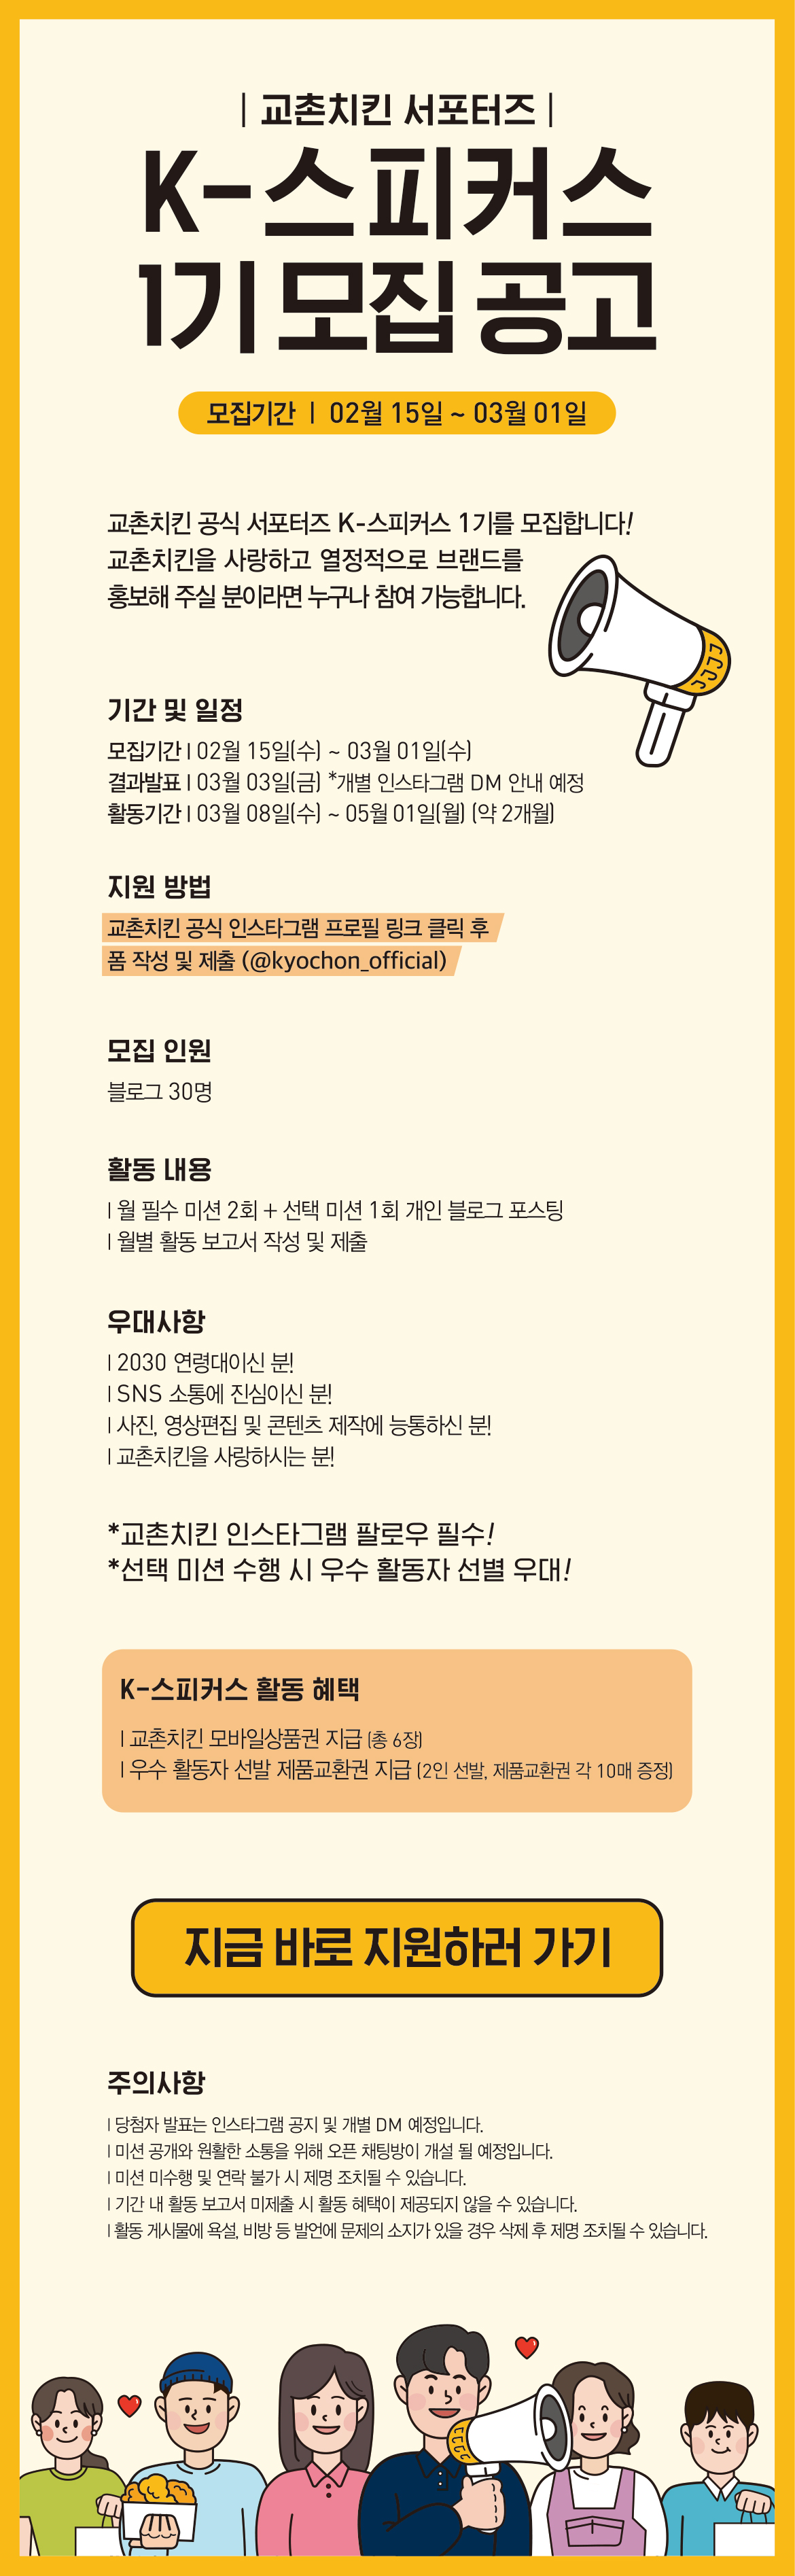 | 교촌치킨 서포터즈 |
K-스피커스
1기 모집 공고
모집기간 | 02월 15일 ~ 03월 01일
교촌치킨 공식 서포터즈 K-스피커스 1기를 모집합니다!
교촌치킨을 사랑하고 열정적으로 브랜드를
홍보해 주실 분이라면 누구나 참여 가능합니다.
기간 및 일정
모집기간 | 02월 15일(수) ~ 03월 01일(수)
결과발표 | 03월 03일(금) *개별 인스타그램 DM 안내 예정
활동기간 | 03월 08일(수) ~ 05월 01일(월) (약 2개월)
지원 방법
교촌치킨 공식 인스타그램 프로필 링크 클릭 후
폼 작성 및 제출 (@kyochon_official)
모집 인원
블로그 30명
활동 내용
| 월 필수 미션 2회 + 선택 미션 1회 개인 블로그 포스팅
| 월별 활동 보고서 작성 및 제출
우대사항
| 2030 연령대이신 분!
| SNS 소통에 진심이신 분!
| 사진, 영상편집 및 콘텐츠 제작에 능통하신 분!
| 교촌치킨을 사랑하시는 분!
*교촌치킨 인스타그램 팔로우 필수!
*선택 미션 수행 시 우수 활동자 선별 우대!
K-스피커스 활동 혜택
| 교촌치킨 모바일상품권 지급 (총 6장)
| 우수 활동자 선발 제품교환권 지급 (2인 선발, 제품교환권 각 10매 증정)
지금 바로 지원하러 가기
주의사항
| 당첨자 발표는 인스타그램 공지 및 개별 DM 예정입니다.
| 미션 공개와 원활한 소통을 위해 오픈 채팅방이 개설 될 예정입니다.
| 미션 미수행 및 연락 불가 시 제명 조치될 수 있습니다.
| 기간 내 활동 보고서 미제출 시 활동 혜택이 제공되지 않을 수 있습니다.
| 활동 게시물에 욕설, 비방 등 발언에 문제의 소지가 있을 경우 삭제 후 제명 조치될 수 있습니다.